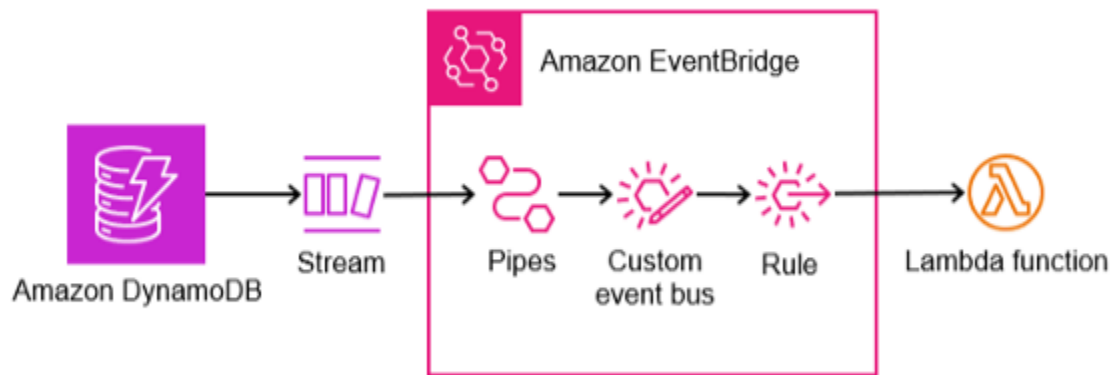 Amazon EventBridge
Amazon DynamoDB
Stream
Pipes
Custom
event bus
Rule
Lambda function